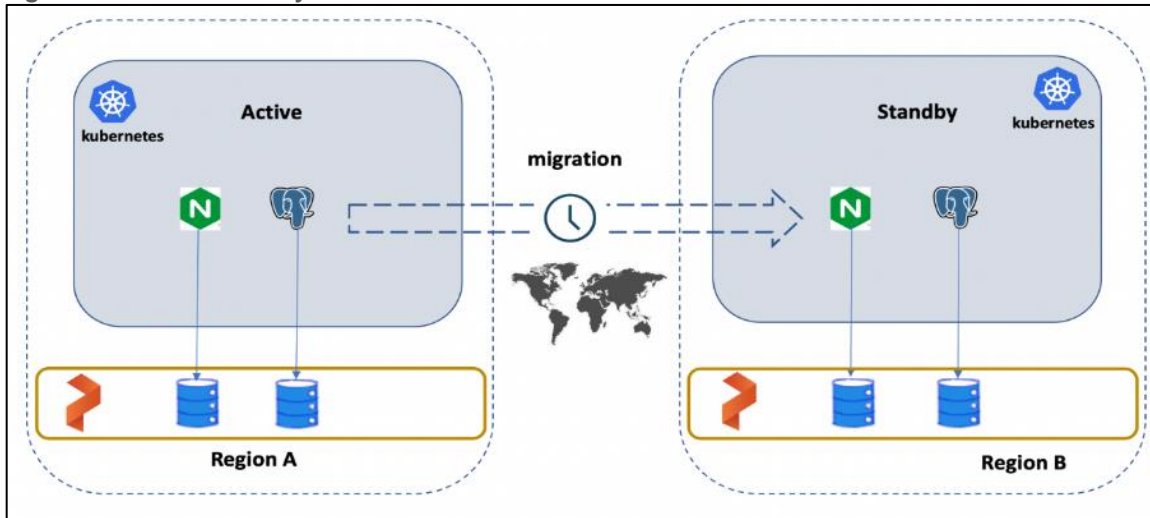 Active
kubernetes
Standby
kubernetes
migration
N
N
Region A
Region B